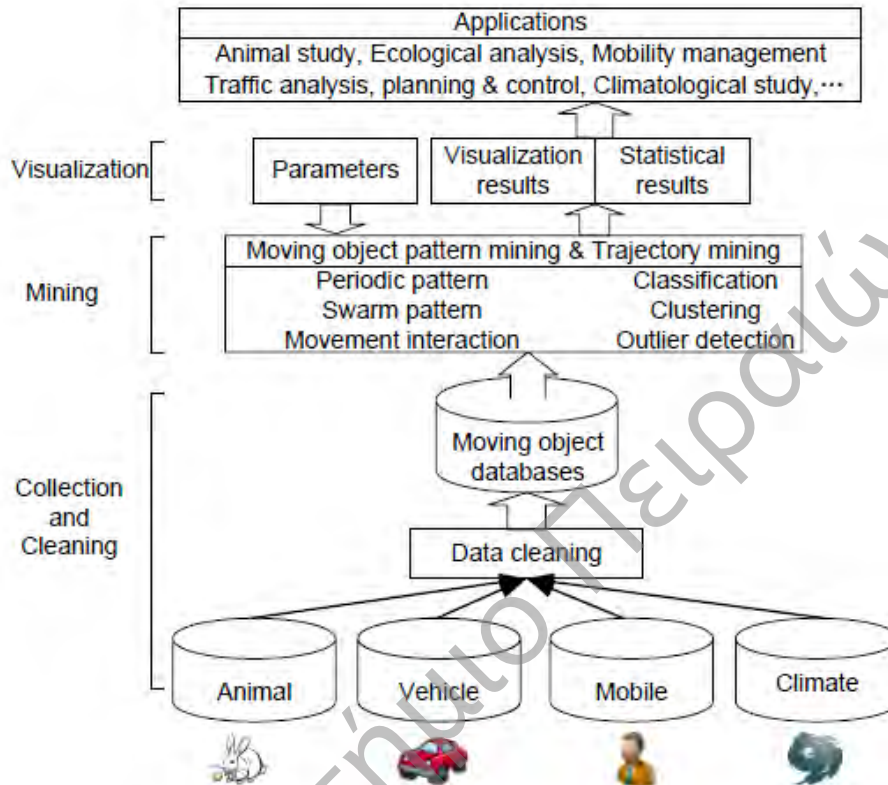 Applications
Animal study, Ecological analysis, Mobility management
Traffic analysis, planning & control, Climatological study,⋯
Visualization
Parameters
Visualization results
Statistical results
Moving object pattern mining & Trajectory mining
Mining
Periodic pattern
Classification
Swarm pattern
Clustering
Movement interaction
Outlier detection
Moving object
databases
Collection
and
Cleaning
Data cleaning
Animal
Vehicle
Mobile
Climate
τήμιο Πειραιώ